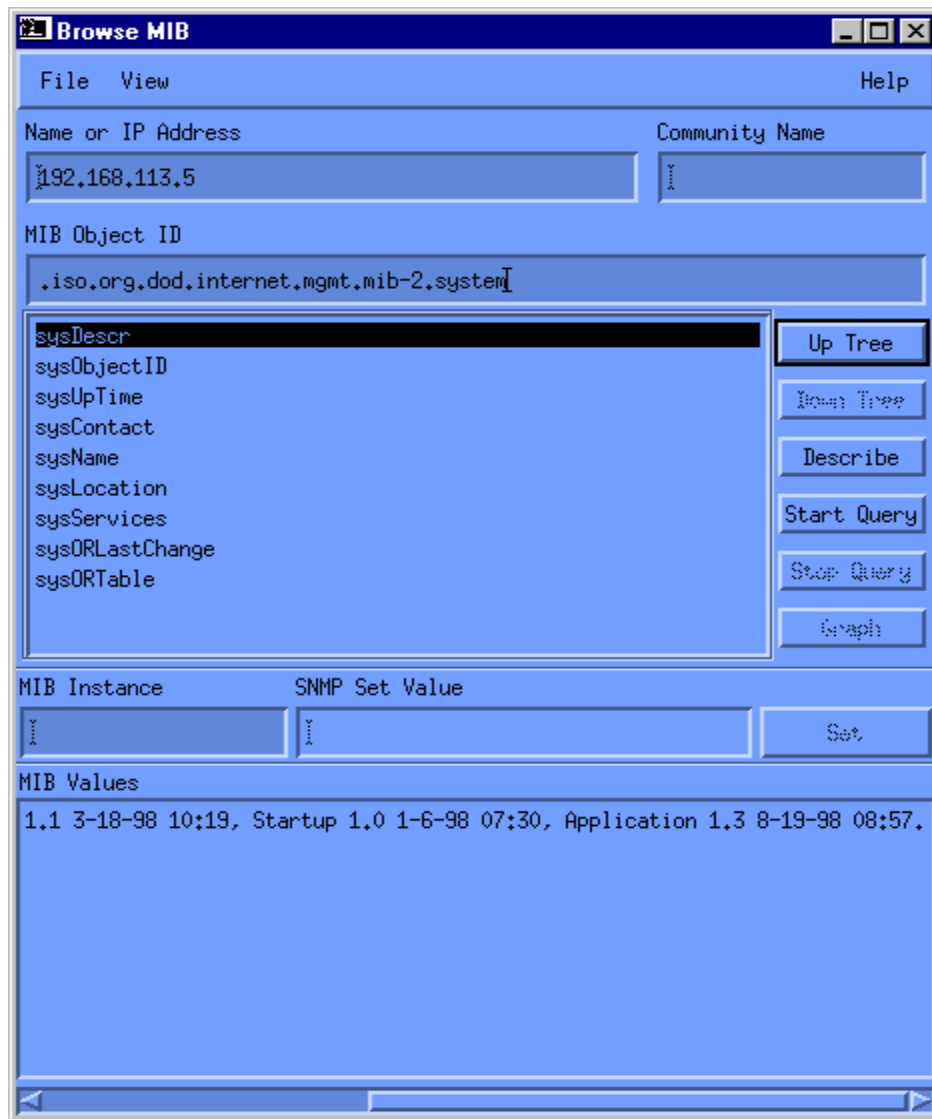 Browse MIB
File View Help
Name or IP Address Community Name
192.168.113.5
MIB Object ID
.iso.org.dod.internet.mgmt.mib-2.system
sysDescr
sysObjectID
sysUpTime
sysContact
sysName
sysLocation
sysServices
sysORLastChange
sysORTable
Up Tree
Down Tree
Describe
Start Query
Stop Query
Graph
MIB Instance SNMP Set Value
Set
MIB Values
1.1 3-18-98 10:19, Startup 1.0 1-6-98 07:30, Application 1.3 8-19-98 08:57.